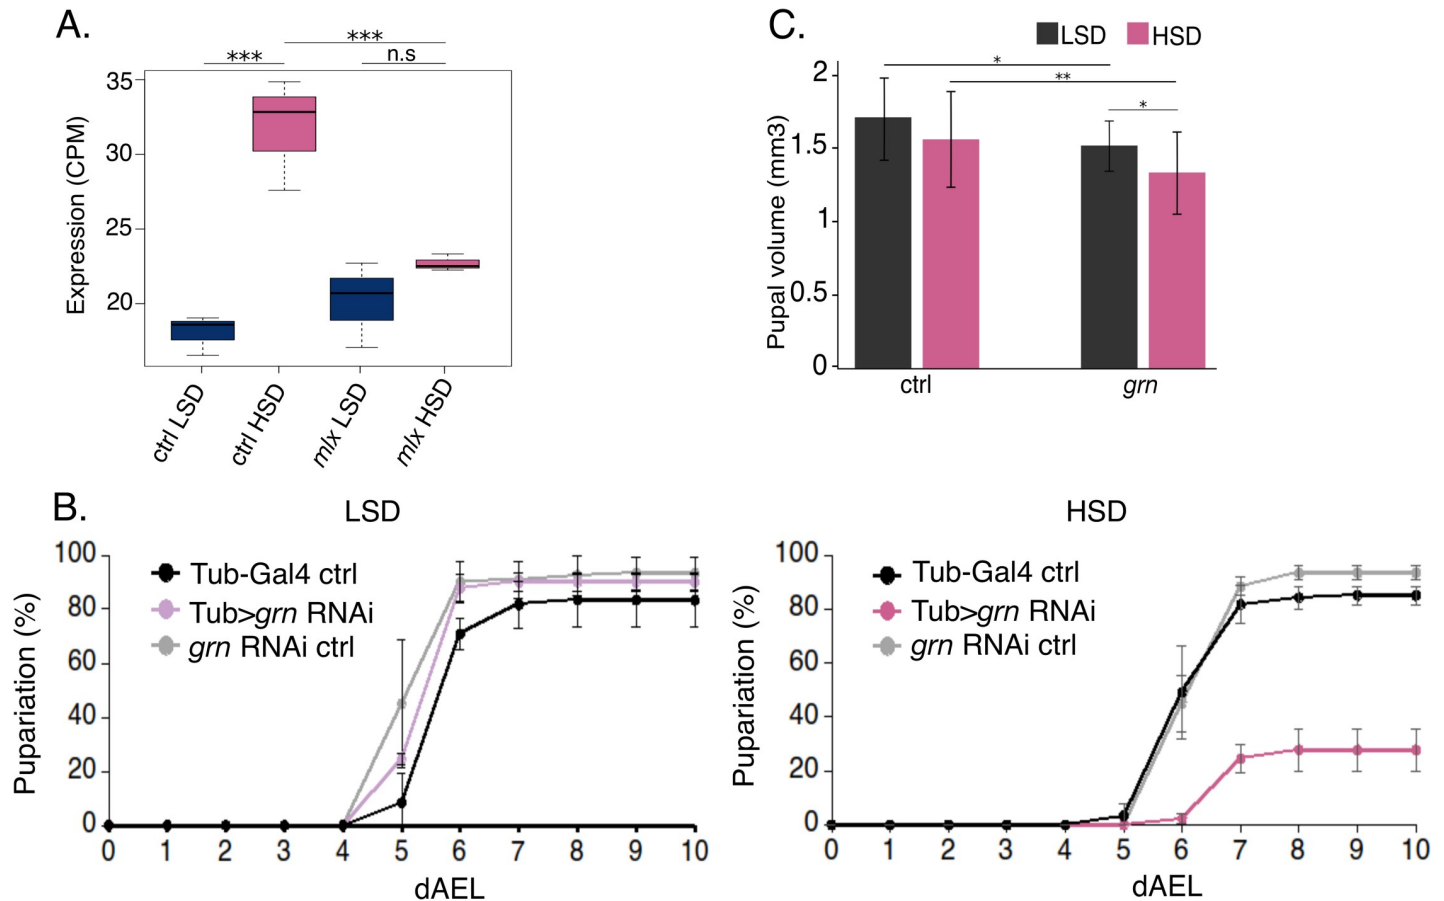 A.
***
***
n.s
35
30
25
20
Expression (CPM)
ctrl LSD
ctrl HSD
mlx LSD
mlx HSD
C.
LSD
HSD
*
**
*
2
1.5
1
0.5
0
Pupal volume (mm3)
ctrl
grn
B.
LSD
100
80
60
40
20
0
Pupariation (%)
Tub-Gal4 ctrl
Tub>grn RNAi
grn RNAi ctrl
0 1 2 3 4 5 6 7 8 9 10
dAEL
HSD
100
80
60
40
20
0
Pupariation (%)
Tub-Gal4 ctrl
Tub>grn RNAi
grn RNAi ctrl
0 1 2 3 4 5 6 7 8 9 10
dAEL